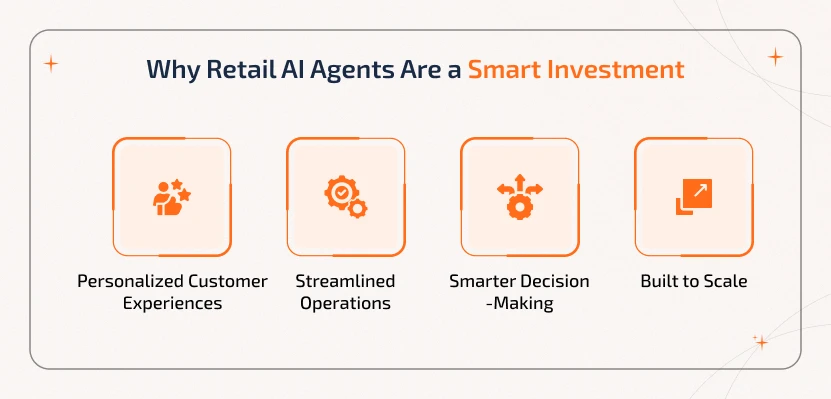 Why Retail AI Agents Are a Smart Investment
Personalized Customer
Experiences
Streamlined
Operations
Smarter Decision
-Making
Built to Scale